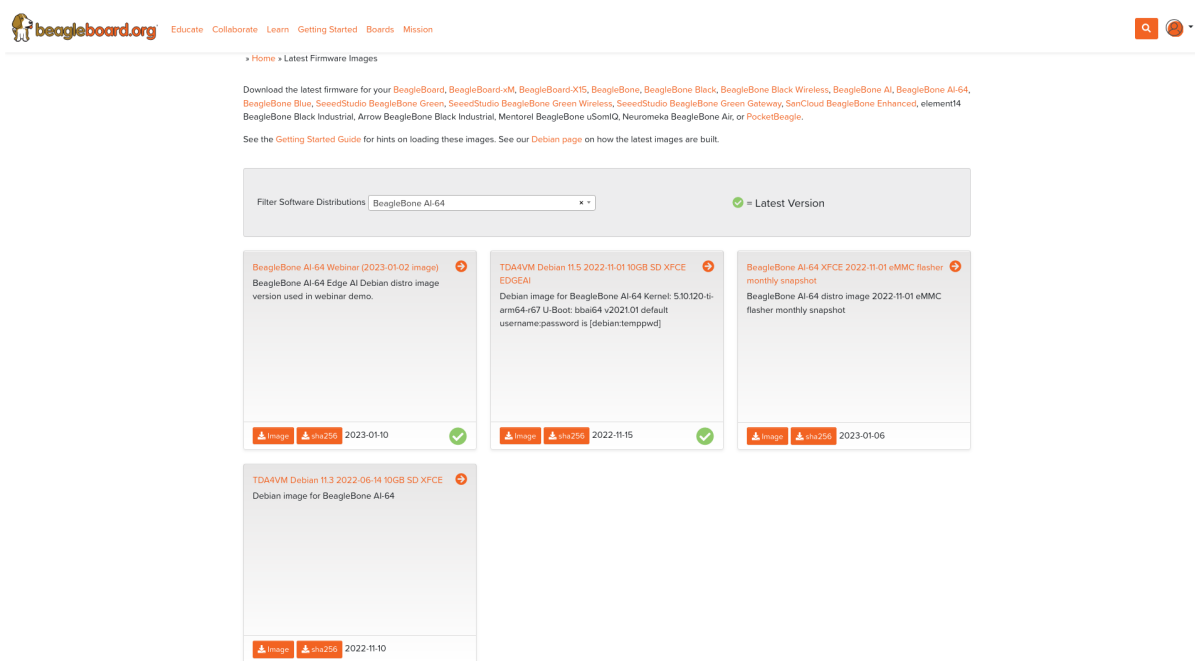 beagleboard.org
Educate Collaborate Learn Getting Started Boards Mission
» Home » Latest Firmware Images
Download the latest firmware for your BeagleBoard, BeagleBoard-xM, BeagleBoard-X15, BeagleBone, BeagleBone Black, BeagleBone Black Wireless, BeagleBone AI, BeagleBone AI-64,
BeagleBone Blue, SeeedStudio BeagleBone Green, SeeedStudio BeagleBone Green Wireless, SeeedStudio BeagleBone Green Gateway, SanCloud BeagleBone Enhanced, element14
BeagleBone Black Industrial, Arrow BeagleBone Black Industrial, Mentorel BeagleBone uSomIQ, Neuromeka BeagleBone Air, or PocketBeagle.
See the Getting Started Guide for hints on loading these images. See our Debian page on how the latest images are built.
Filter Software Distributions BeagleBone AI-64 ×
= Latest Version
BeagleBone AI-64 Webinar (2023-01-02 image)
BeagleBone AI-64 Edge AI Debian distro image
version used in webinar demo.
Image sha256 2023-01-10
TDA4VM Debian 11.5 2022-11-01 10GB SD XFCE
EDGEAI
Debian image for BeagleBone AI-64 Kernel: 5.10.120-ti-
arm64-r67 U-Boot: bbai64 v2021.01 default
username:password is [debian:temppwd]
Image sha256 2022-11-15
BeagleBone AI-64 XFCE 2022-11-01 eMMC flasher
monthly snapshot
BeagleBone AI-64 distro image 2022-11-01 eMMC
flasher monthly snapshot
Image sha256 2023-01-06
TDA4VM Debian 11.3 2022-06-14 10GB SD XFCE
Debian image for BeagleBone AI-64
Image sha256 2022-11-10